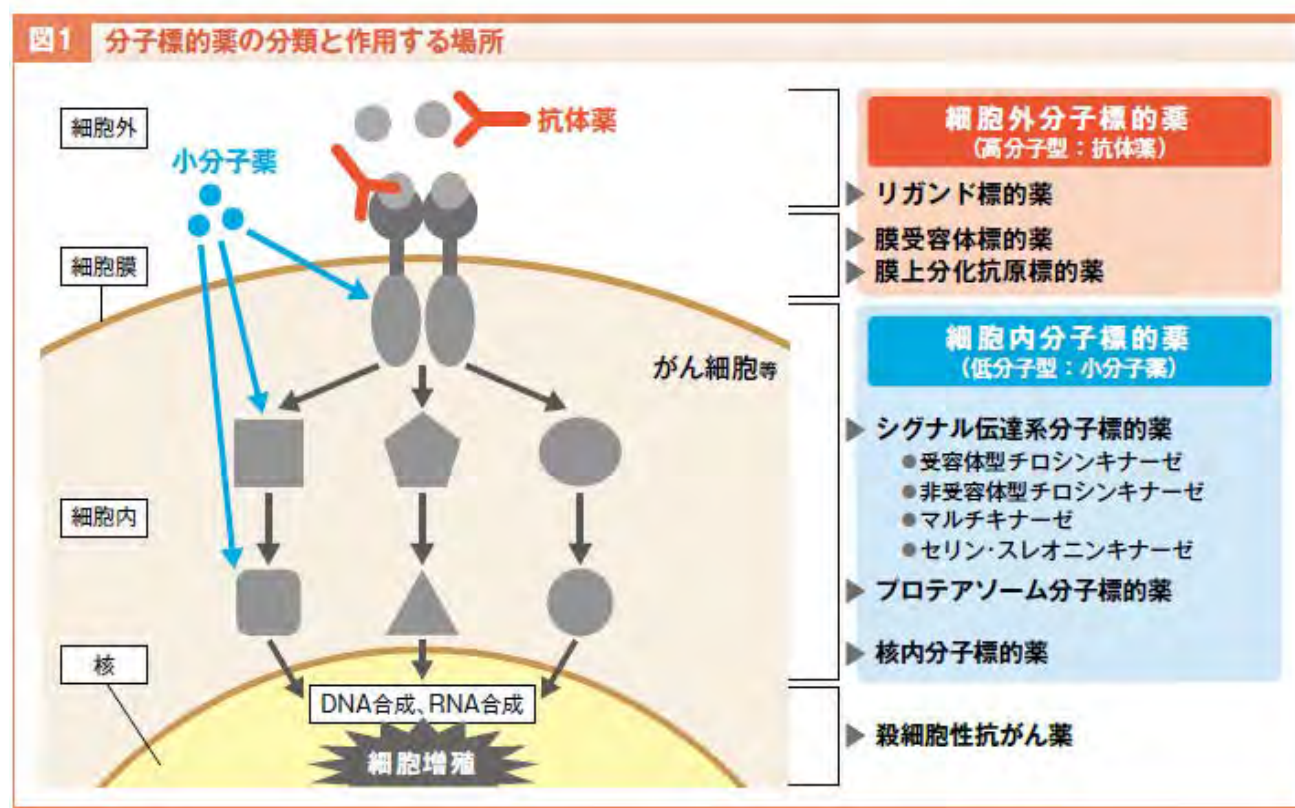 図1 分子標的薬の分類と作用する場所
細胞外
抗体薬
小分子薬
細胞膜
がん細胞等
細胞内
核
DNA合成、RNA合成
細胞増殖
細胞外分子標的薬
(高分子型:抗体薬)
リガンド標的薬
膜受容体標的薬
膜上分化抗原標的薬
細胞内分子標的薬
(低分子型:小分子薬)
シグナル伝達系分子標的薬
●受容体型チロシンキナーゼ
●非受容体型チロシンキナーゼ
●マルチキナーゼ
●セリン・スレオニンキナーゼ
プロテアソーム分子標的薬
核内分子標的薬
殺細胞性抗がん薬